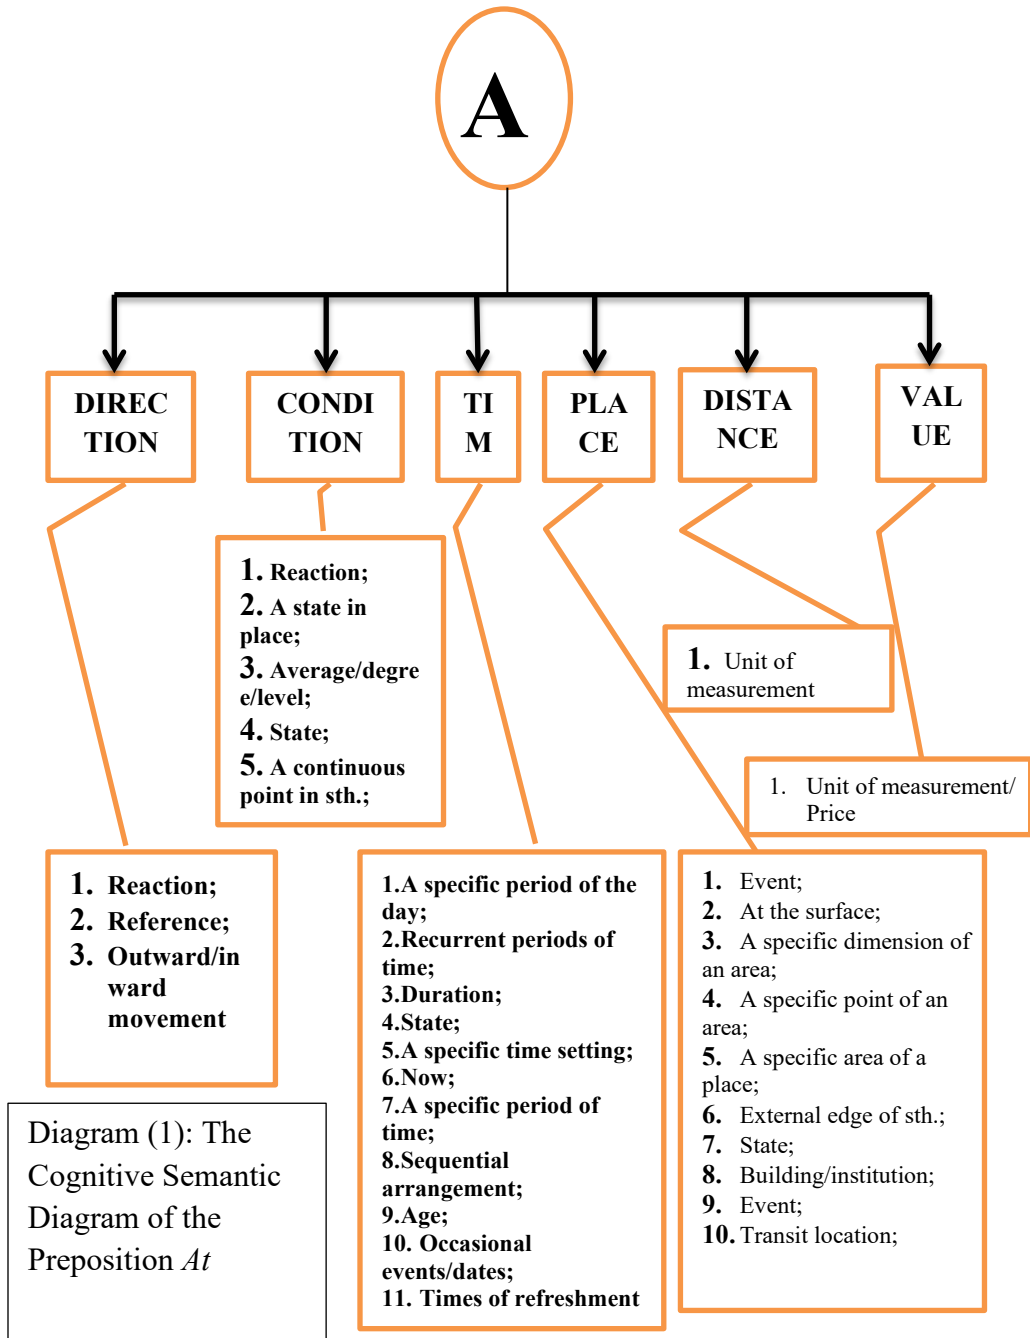 A
DIREC
TION
CONDI
TION
TI
M
PLA
CE
DISTA
NCE
VAL
UE
1. Reaction;
2. A state in
place;
3. Average/degre
e/level;
4. State;
5. A continuous
point in sth.;
1. Unit of
measurement
1. Unit of measurement/
Price
1. Reaction;
2. Reference;
3. Outward/in
ward
movement
1.A specific period of the
day;
2.Recurrent periods of
time;
3.Duration;
4.State;
5.A specific time setting;
6.Now;
7.A specific period of
time;
8.Sequential
arrangement;
9.Age;
10. Occasional
events/dates;
11. Times of refreshment
1. Event;
2. At the surface;
3. A specific dimension of
an area;
4. A specific point of an
area;
5. A specific area of a
place;
6. External edge of sth.;
7. State;
8. Building/institution;
9. Event;
10. Transit location;
Diagram (1): The
Cognitive Semantic
Diagram of the
Preposition At